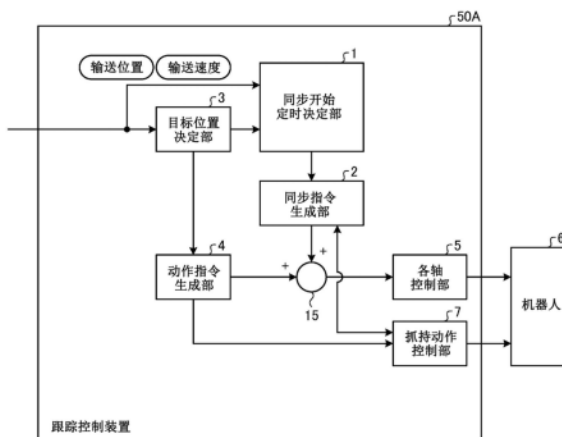 50A
输送位置 输送速度
1
同步开始
定时决定部
3
目标位置
决定部
2
同步指令
生成部
4
动作指令
生成部
+
+
15
5
各轴
控制部
6
机器人
7
抓持动作
控制部
跟踪控制装置